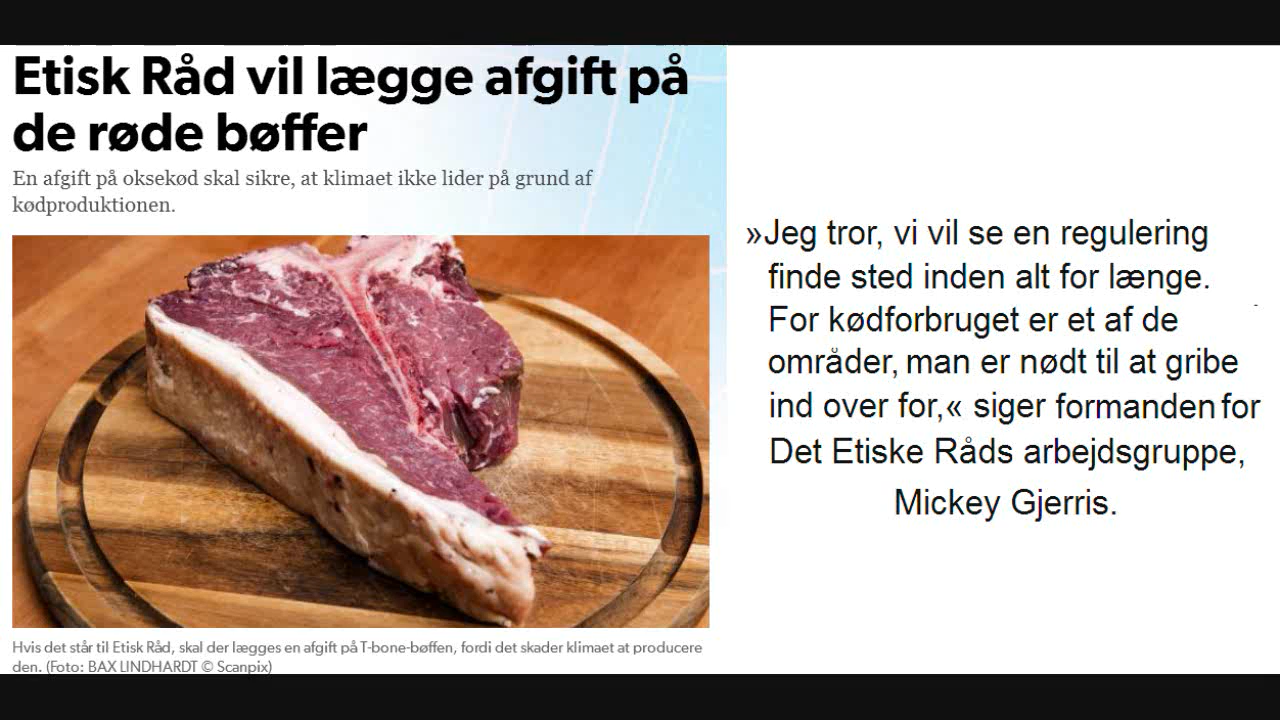 Etisk Råd vil lægge afgift på
de røde bøffer
En afgift på oksekød skal sikre, at klimaet ikke lider på grund af
kødproduktionen.
Hvis det står til Etisk Råd, skal der lægges en afgift på T-bone-bøffen, fordi det skader klimaet at producere
den. (Foto: BAX LINDHARDT © Scanpix)
»Jeg tror, vi vil se en regulering
finde sted inden alt for længe.
For kødforbruget er et af de
områder, man er nødt til at gribe
ind over for,« siger formanden for
Det Etiske Råds arbejdsgruppe,
Mickey Gjerris.